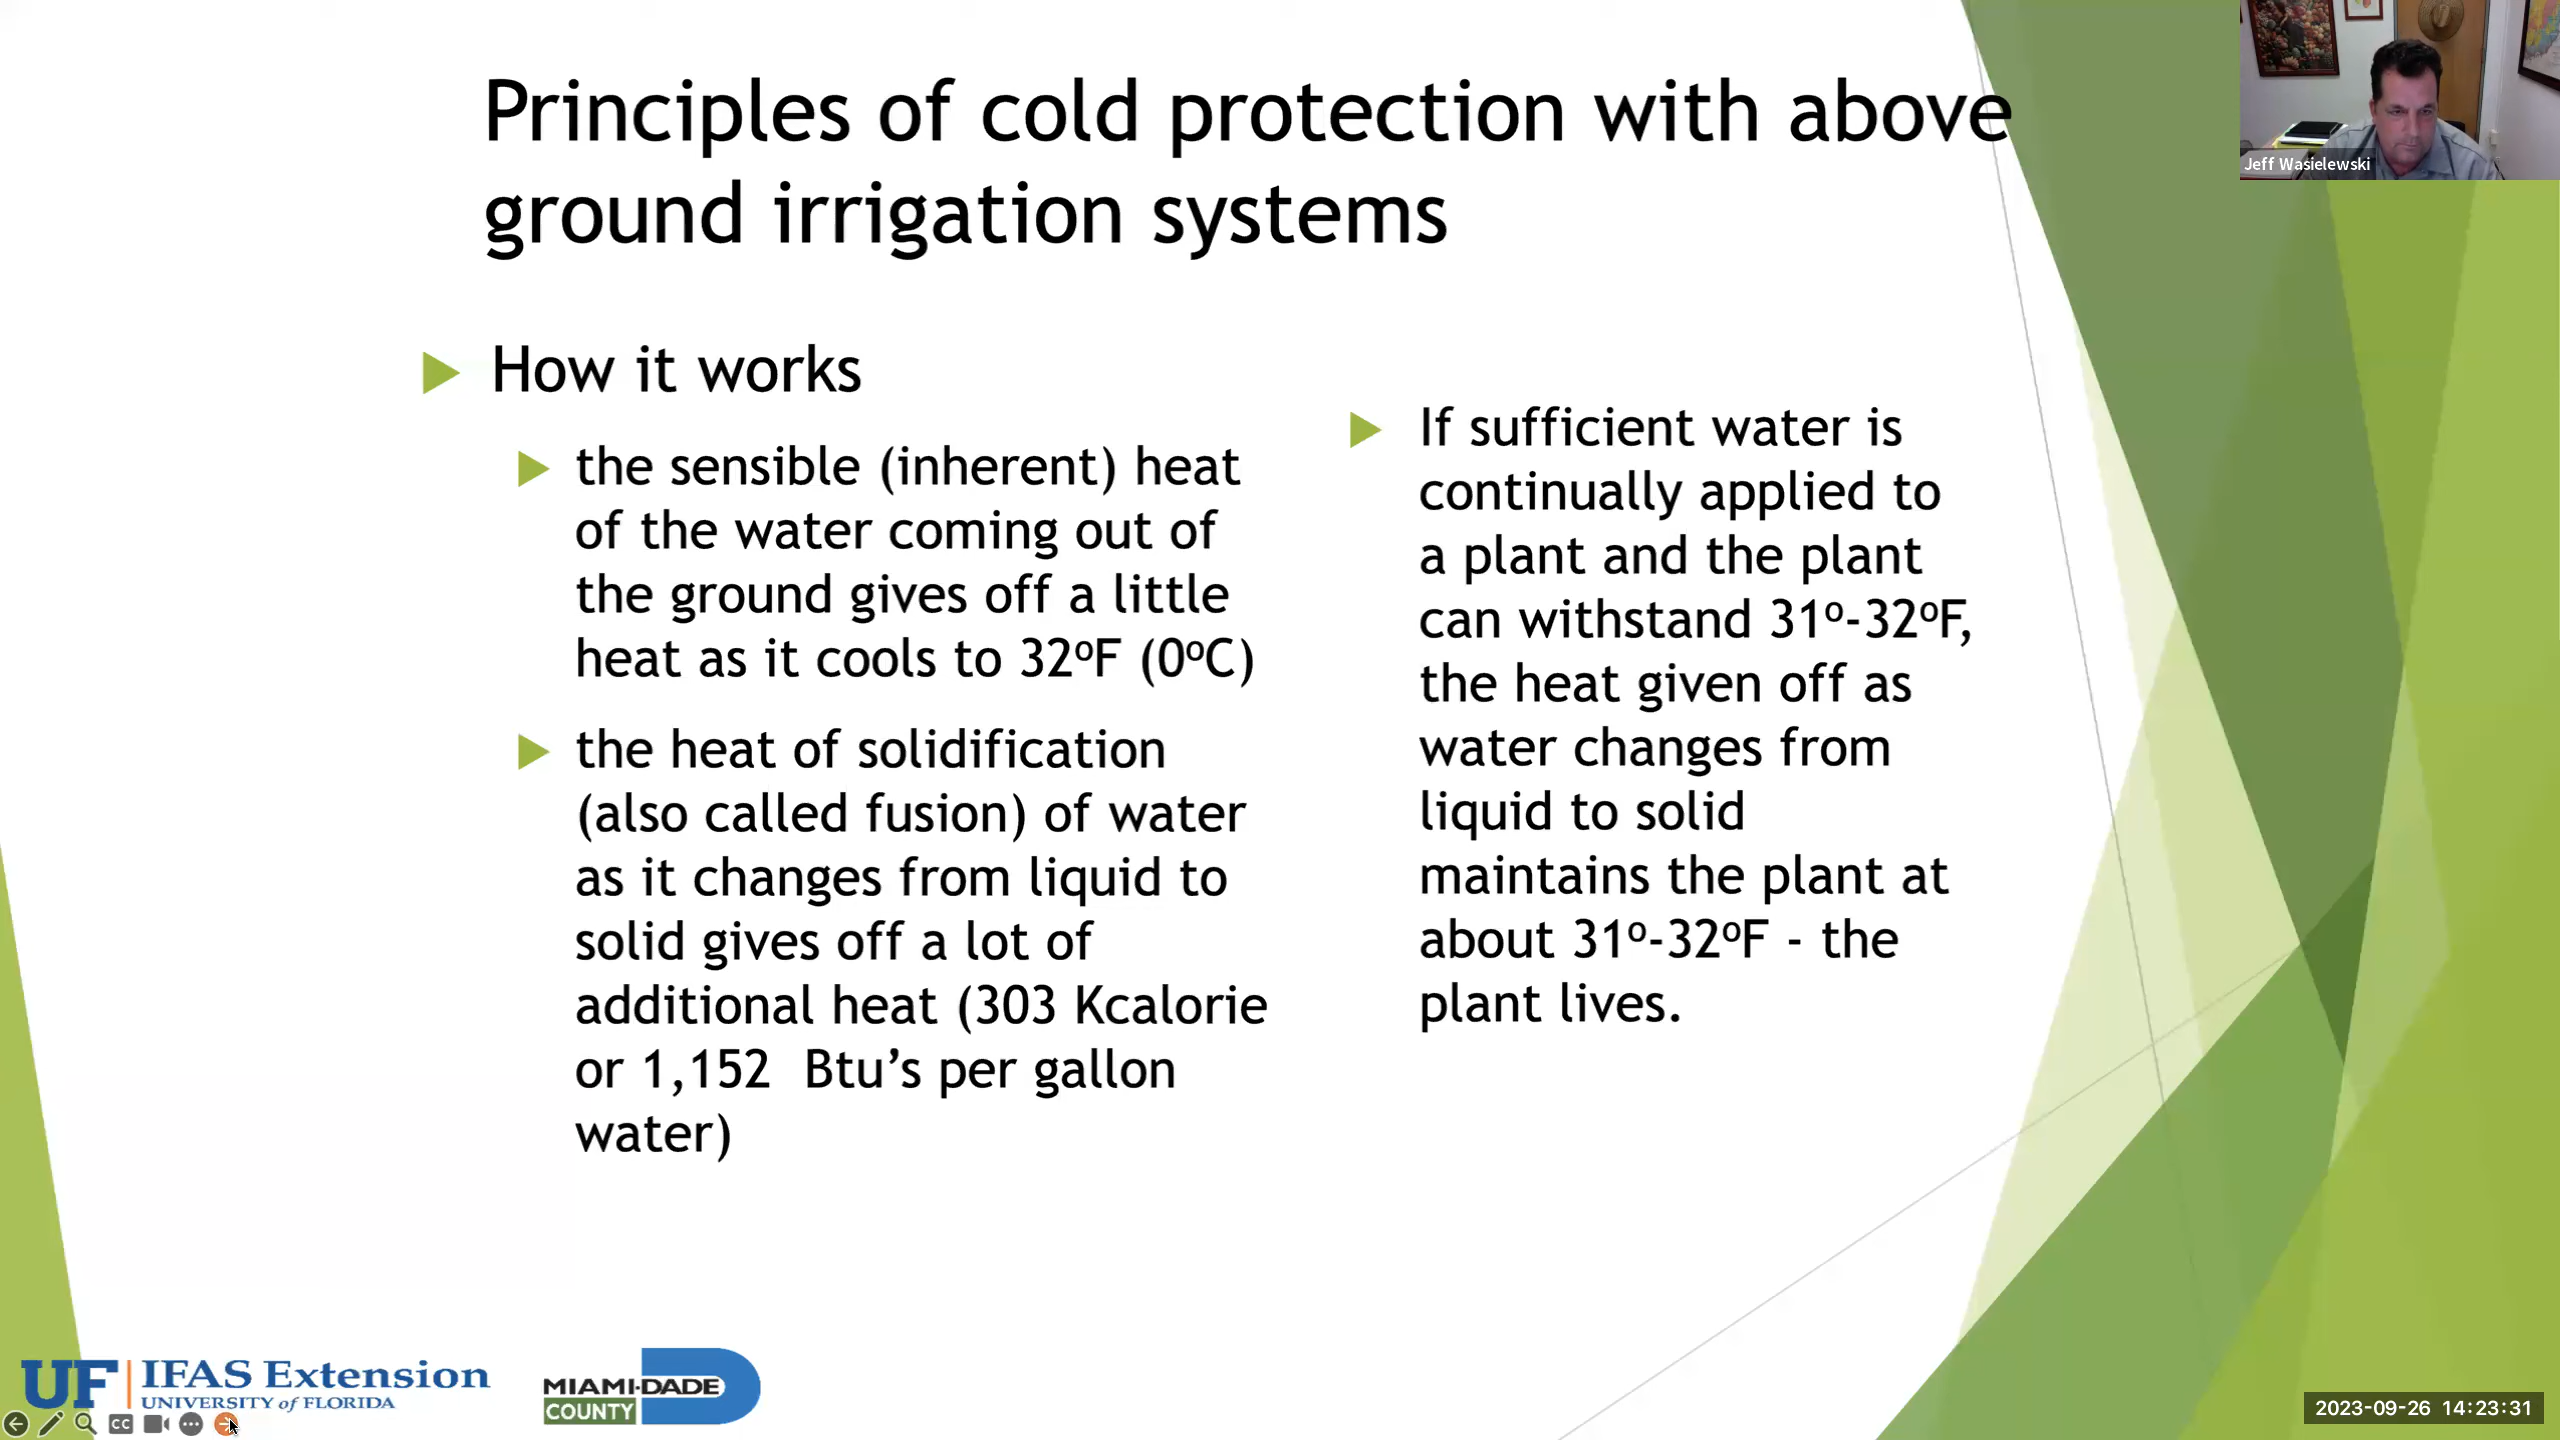 Principles of cold protection with above
ground irrigation systems
How it works
the sensible (inherent) heat
of the water coming out of
the ground gives off a little
heat as it cools to 32ºF (0ºC)
the heat of solidification
(also called fusion) of water
as it changes from liquid to
solid gives off a lot of
additional heat (303 Kcalorie
or 1,152  Btu’s per gallon
water)
If sufficient water is
continually applied to
a plant and the plant
can withstand 31º-32ºF,
the heat given off as
water changes from
liquid to solid
maintains the plant at
about 31º-32ºF - the
plant lives.
Jeff Wasielewski
UF IFAS Extension
UNIVERSITY of FLORIDA
MIAMI-DADE
COUNTY
CC
2023-09-26 14:23:31